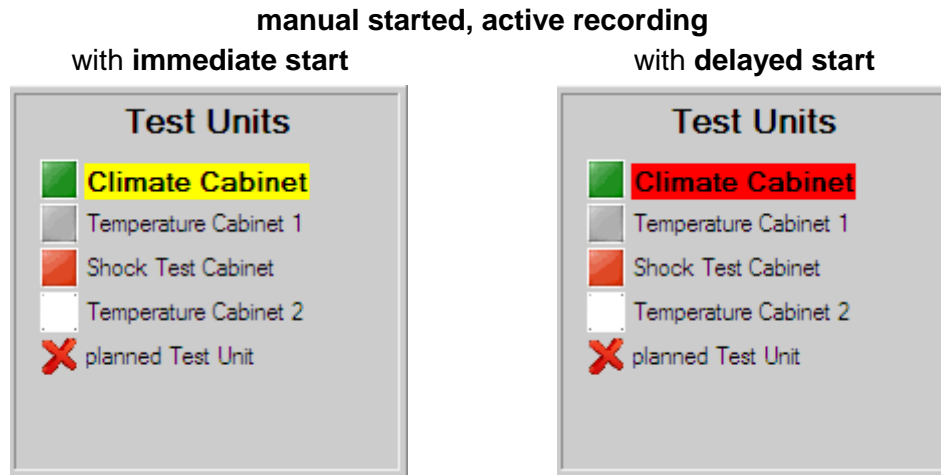 manual started, active recording
with immediate start
with delayed start
Test Units
Climate Cabinet
Temperature Cabinet 1
Shock Test Cabinet
Temperature Cabinet 2
planned Test Unit
Test Units
Climate Cabinet
Temperature Cabinet 1
Shock Test Cabinet
Temperature Cabinet 2
planned Test Unit